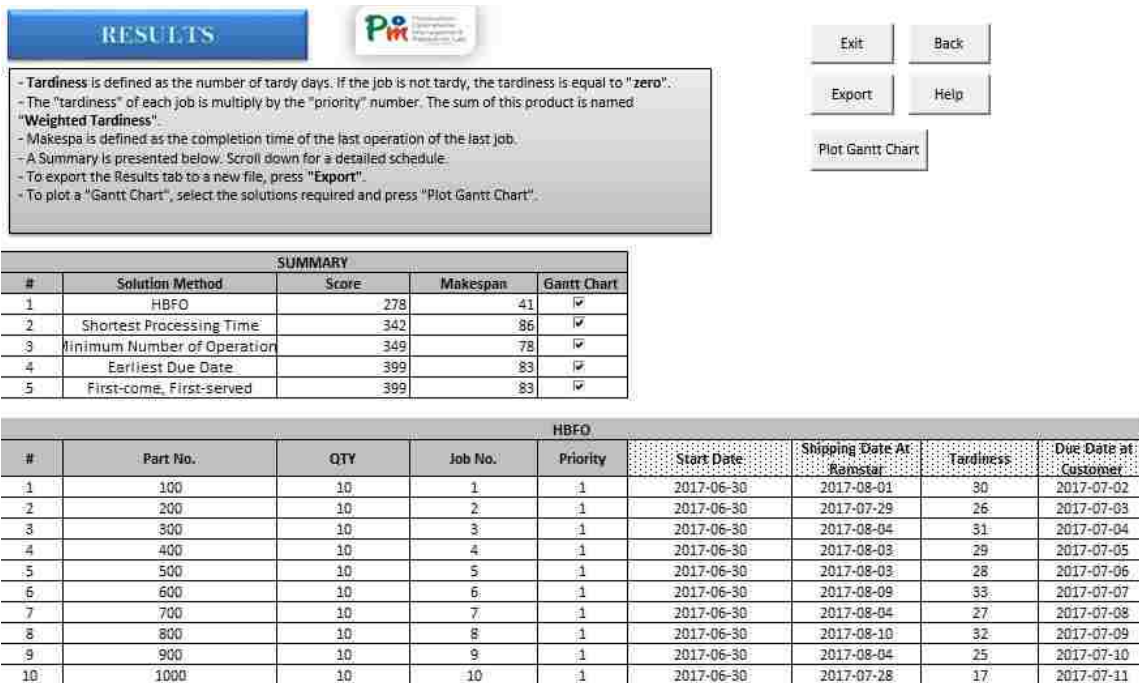 RESULTS
Exit
Back
- Tardiness is defined as the number of tardy days. If the job is not tardy, the tardiness is equal to "zero".
- The "tardiness" of each job is multiply by the "priority" number. The sum of this product is named
"Weighted Tardiness".
- Makespa is defined as the completion time of the last operation of the last job.
- A Summary is presented below. Scroll down for a detailed schedule.
- To export the Results tab to a new file, press "Export".
- To plot a "Gantt Chart", select the solutions required and press "Plot Gantt Chart".
Export
Help
Plot Gantt Chart
SUMMARY
# Solution Method Score Makespan Gantt Chart
1 HBFO 278 41
2 Shortest Processing Time 342 86
3 Minimum Number of Operation 349 78
4 Earliest Due Date 399 83
5 First-come, First-served 399 83
HBFO
# Part No. QTY Job No. Priority Start Date Shipping Date At Ramstar Tardiness Due Date at Customer
1 100 10 1 1 2017-06-30 2017-08-01 30 2017-07-02
2 200 10 2 1 2017-06-30 2017-07-29 26 2017-07-03
3 300 10 3 1 2017-06-30 2017-08-04 31 2017-07-04
4 400 10 4 1 2017-06-30 2017-08-03 29 2017-07-05
5 500 10 5 1 2017-06-30 2017-08-03 28 2017-07-06
6 600 10 6 1 2017-06-30 2017-08-09 33 2017-07-07
7 700 10 7 1 2017-06-30 2017-08-04 27 2017-07-08
8 800 10 8 1 2017-06-30 2017-08-10 32 2017-07-09
9 900 10 9 1 2017-06-30 2017-08-04 25 2017-07-10
10 1000 10 10 1 2017-06-30 2017-07-28 17 2017-07-11